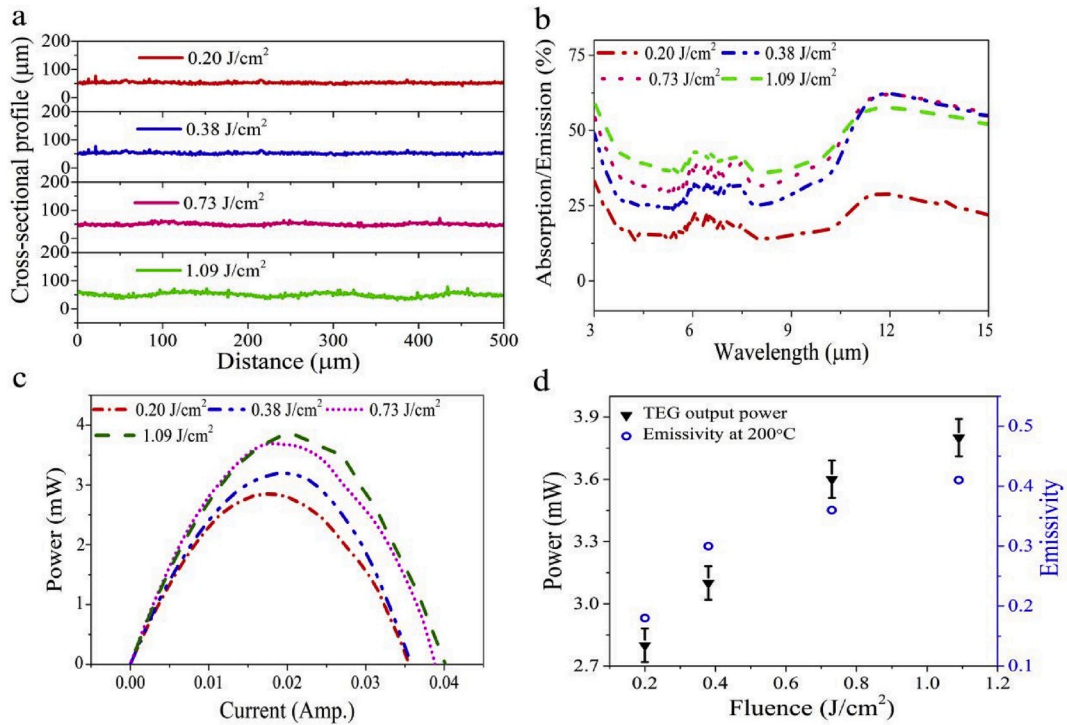 a
Cross-sectional profile (μm)
200
100
0
200
100
0
200
100
0
200
100
0
0.20 J/cm²
0.38 J/cm²
0.73 J/cm²
1.09 J/cm²
0 100 200 300 400 500
Distance (μm)
b
Absorption/Emission (%)
75
50
25
0
0.20 J/cm² 0.38 J/cm²
0.73 J/cm² 1.09 J/cm²
3 6 9 12 15
Wavelength (μm)
c
0.20 J/cm² 0.38 J/cm² 0.73 J/cm²
1.09 J/cm²
Power (mW)
4
3
2
1
0
0.00 0.01 0.02 0.03 0.04
Current (Amp.)
d
Power (mW)
3.9
3.6
3.3
3.0
2.7
TEG output power
Emissivity at 200°C
0.5
0.4
0.3
0.2
0.1
Emissivity
0.2 0.4 0.6 0.8 1.0 1.2
Fluence (J/cm²)